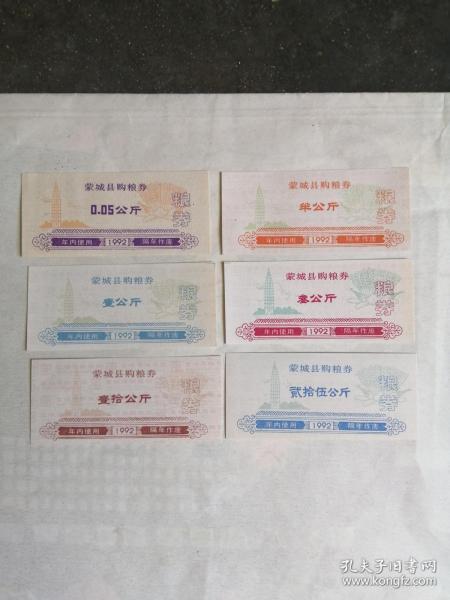 蒙城县购粮券
0.05公斤
粮券
年内使用 1992 隔年作废
蒙城县购粮券
半公斤
粮券
年内使用 1992 隔年作废
蒙城县购粮券
壹公斤
粮券
年内使用 1992 隔年作废
蒙城县购粮券
叁公斤
粮券
年内使用 1992 隔年作废
蒙城县购粮券
壹拾公斤
粮券
年内使用 1992 隔年作废
蒙城县购粮券
贰拾伍公斤
粮券
年内使用 1992 隔年作废
孔夫子旧书网
www.kongfz.com